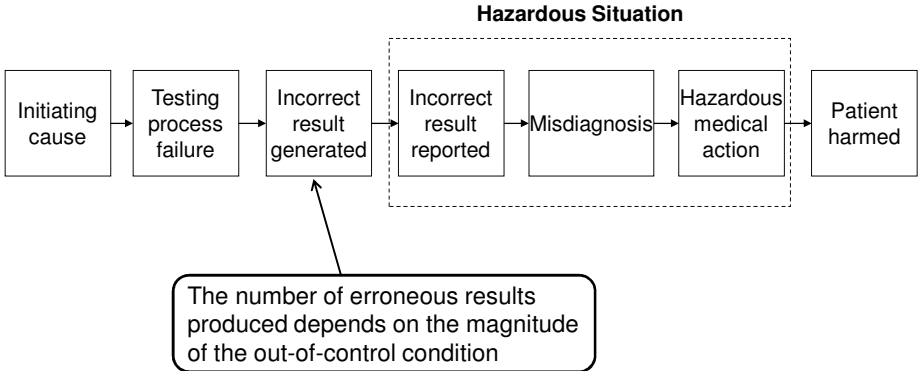 Hazardous Situation
Initiating
cause
Testing
process
failure
Incorrect
result
generated
Incorrect
result
reported
Misdiagnosis
Hazardous
medical
action
Patient
harmed
The number of erroneous results
produced depends on the magnitude
of the out-of-control condition